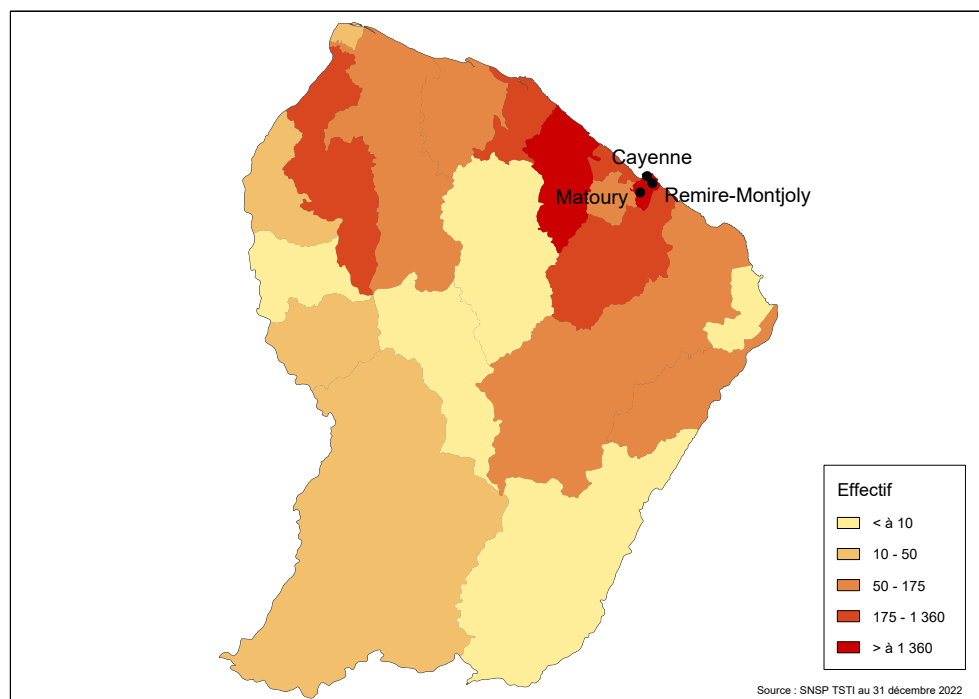 Cayenne
Matoury
Remire-Montjoly
Effectif
< à 10
10 - 50
50 - 175
175 - 1 360
> à 1 360
Source : SNSP TSTI au 31 décembre 2022